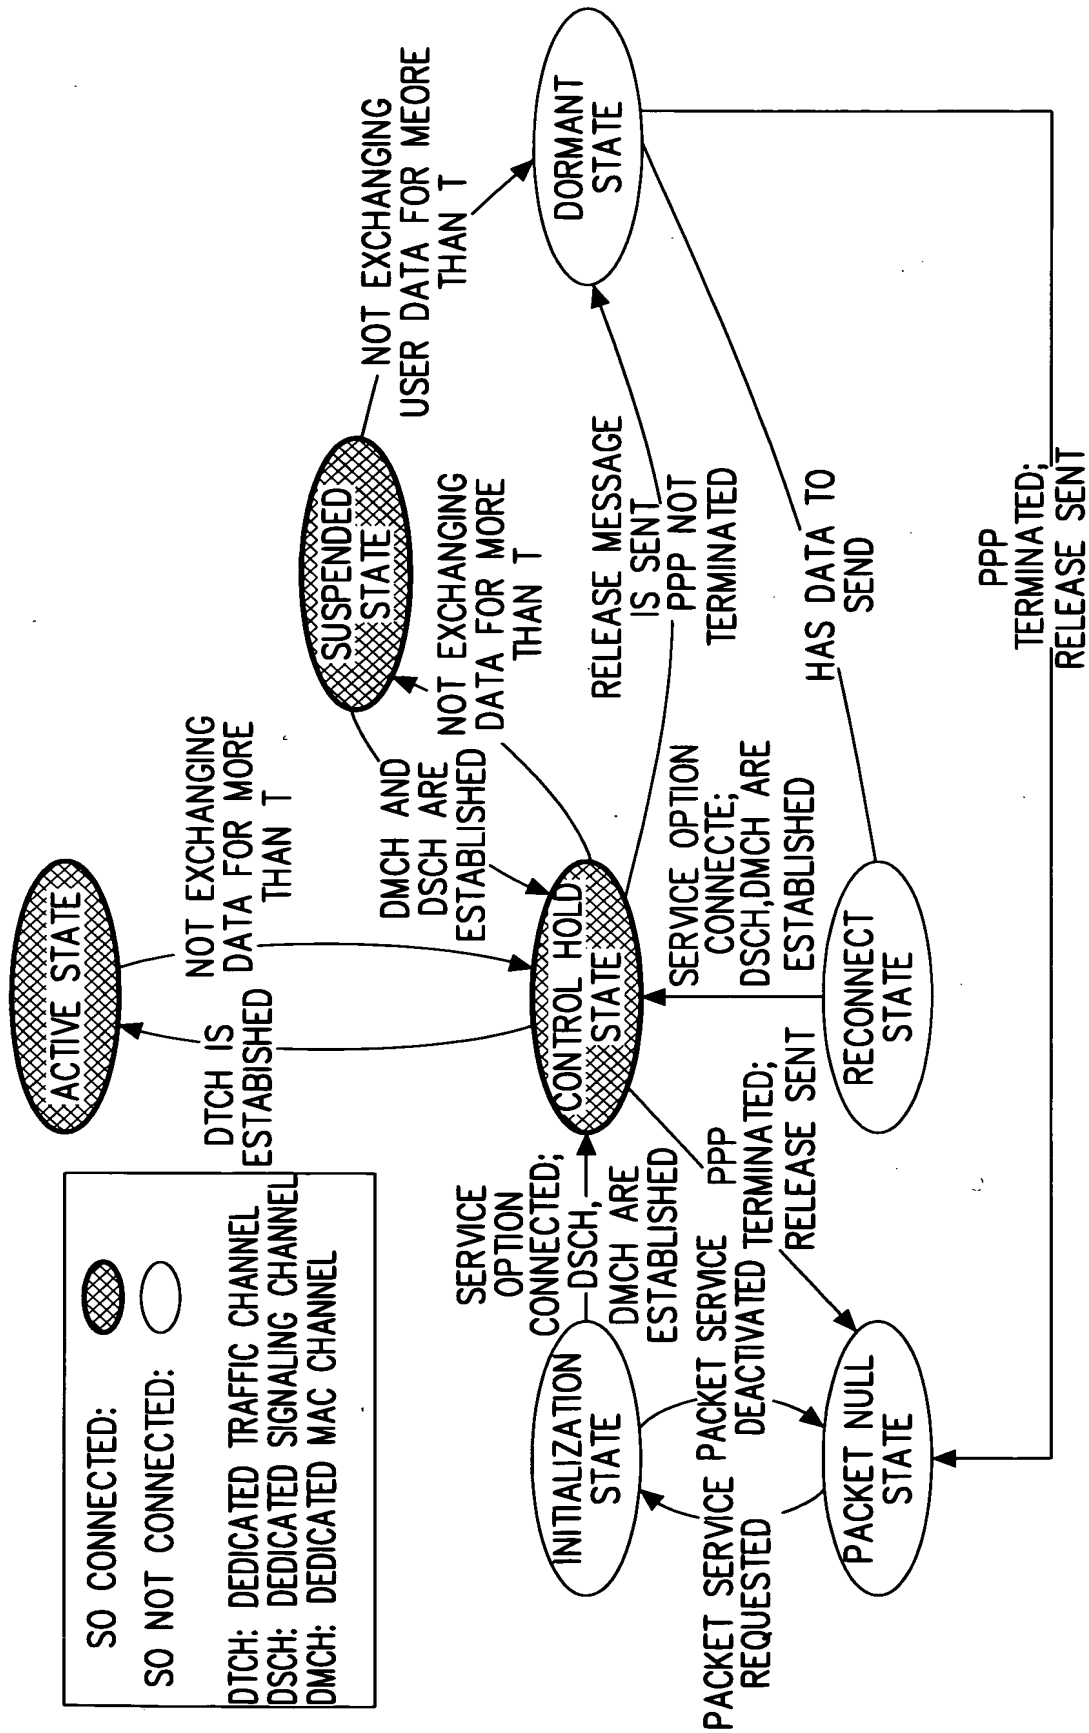 SO CONNECTED:
SO NOT CONNECTED:
DTCH: DEDICATED TRAFFIC CHANNEL
DSCH: DEDICATED SIGNALING CHANNEL
DMCH: DEDICATED MAC CHANNEL
ACTIVE STATE
DTCH IS
ESTABISHED
NOT EXCHANGING
DATA FOR MORE
THAN T
SUSPENDED
STATE
NOT EXCHANGING
USER DATA FOR MEORE
THAN T
DMCH AND
DSCH ARE
ESTABLISHED
NOT EXCHANGING
DATA FOR MORE
THAN T
INITIALIZATION
STATE
SERVICE
OPTION
CONNECTED;
DSCH,
DMCH ARE
ESTABLISHED
CONTROL HOLD
STATE
RELEASE MESSAGE
IS SENT
PPP NOT
TERMINATED
DORMANT
STATE
PACKET SERVICE
REQUESTED
PACKET SERVICE
DEACTIVATED
PPP
TERMINATED;
RELEASE SENT
SERVICE OPTION
CONNECTE;
DSCH,DMCH ARE
ESTABLISHED
HAS DATA TO
SEND
PACKET NULL
STATE
RECONNECT
STATE
PPP
TERMINATED;
RELEASE SENT